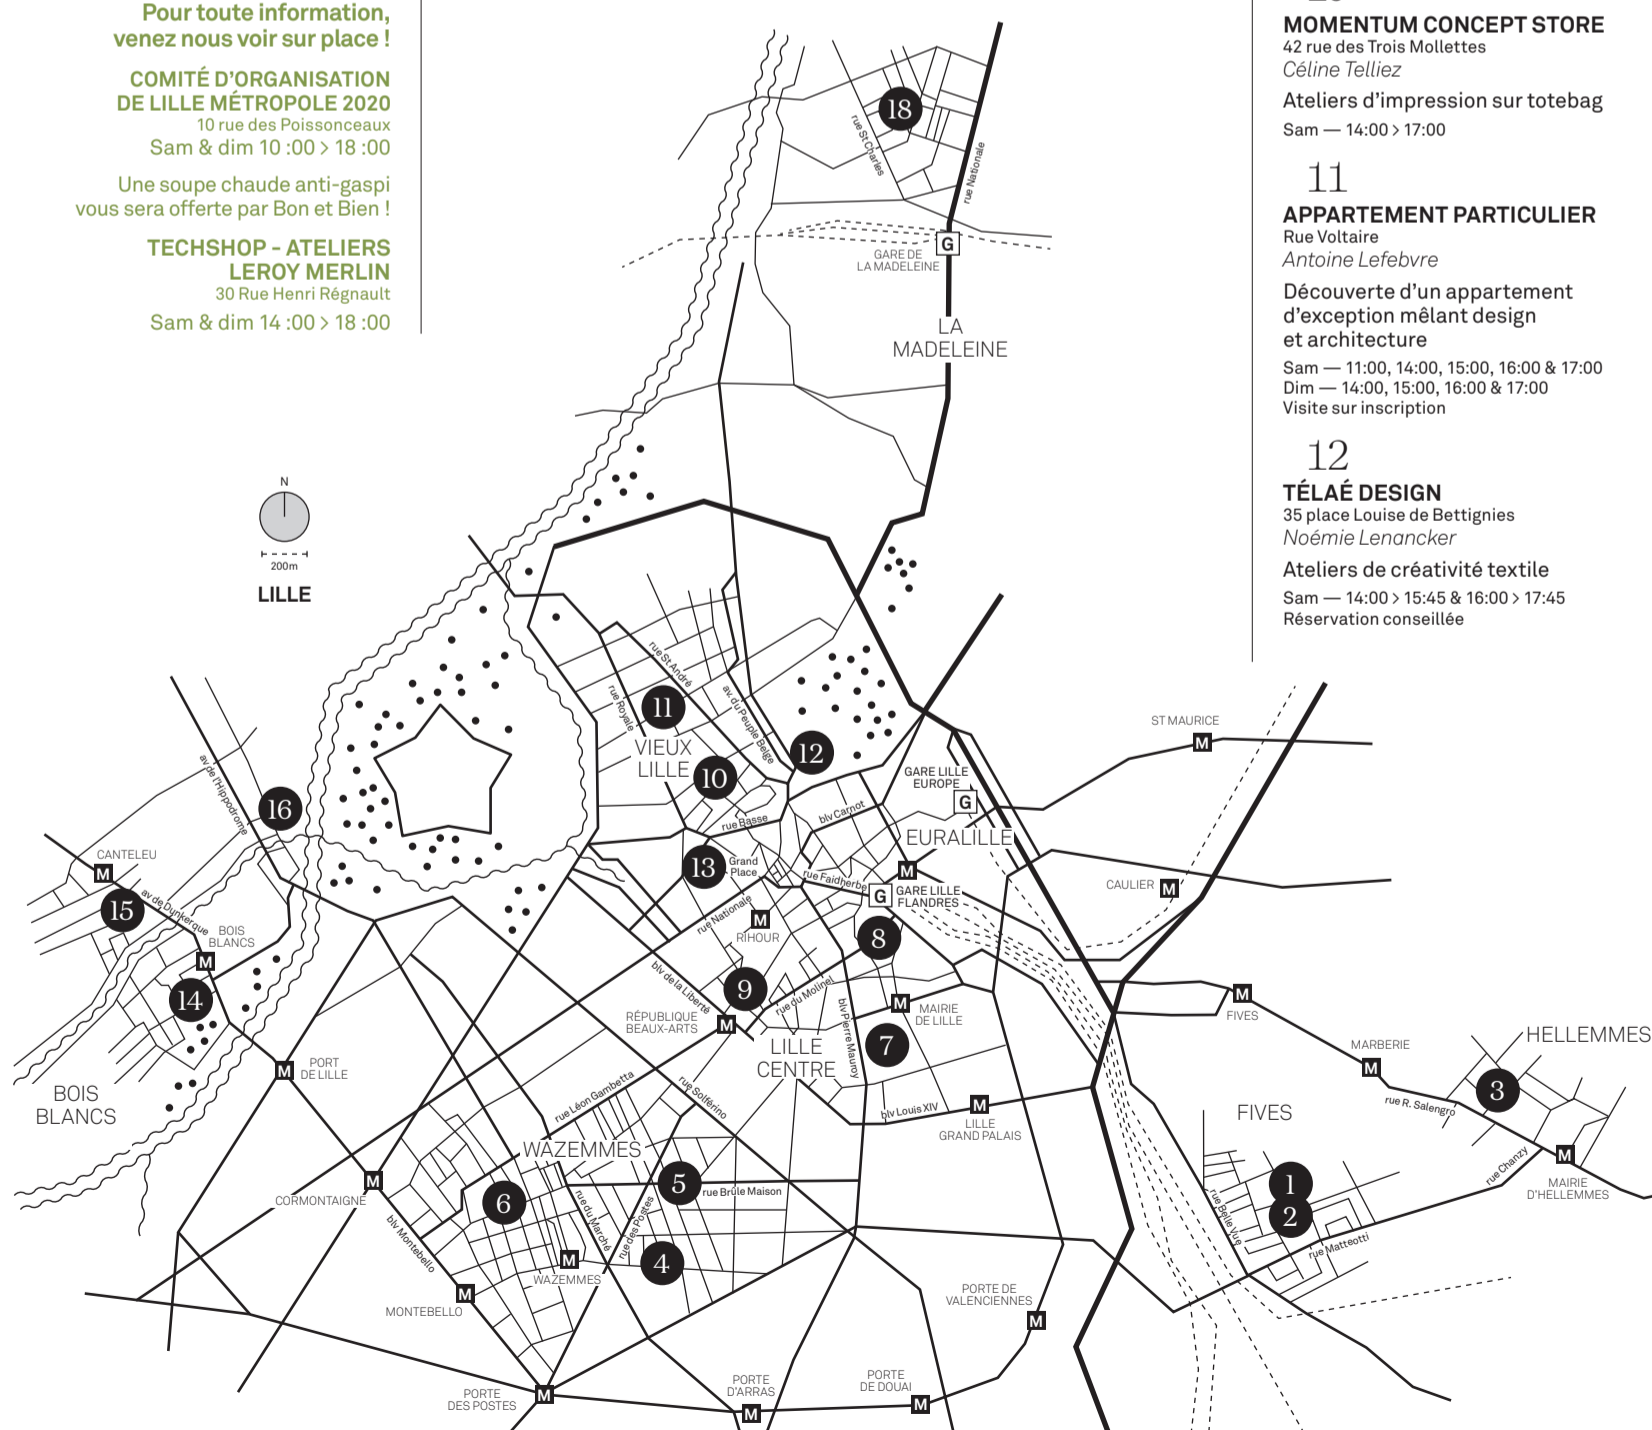 Pour toute information,
venez nous voir sur place !
COMITÉ D'ORGANISATION
DE LILLE MÉTROPOLE 2020
10 rue des Poissonceaux
Sam & dim 10 :00 > 18 :00
Une soupe chaude anti-gaspi
vous sera offerte par Bon et Bien !
TECHSHOP - ATELIERS
LEROY MERLIN
30 Rue Henri Régnault
Sam & dim 14 :00 > 18 :00
MOMENTUM CONCEPT STORE
42 rue des Trois Mollettes
Céline Telliez
Ateliers d'impression sur totebag
Sam — 14:00 > 17:00
11
APPARTEMENT PARTICULIER
Rue Voltaire
Antoine Lefebvre
Découverte d'un appartement
d'exception mêlant design
et architecture
Sam — 11:00, 14:00, 15:00, 16:00 & 17:00
Dim — 14:00, 15:00, 16:00 & 17:00
Visite sur inscription
12
TÉLAÉ DESIGN
35 place Louise de Bettignies
Noémie Lenancker
Ateliers de créativité textile
Sam — 14:00 > 15:45 & 16:00 > 17:45
Réservation conseillée
N
200m
LILLE
18
rue St Charles
rue Nationale
G
GARE DE
LA MADELEINE
LA
MADELEINE
rue St André
rue Royale
11
av. du Peuple Belge
VIEUX
LILLE
10
12
rue Basse
blv Carnot
GARE LILLE
EUROPE
G
EURALILLE
ST MAURICE
M
M
CAULIER
M
13
Grand
Place
rue Faidherbe
G
GARE LILLE
FLANDRES
rue Nationale
M
RIHOUR
8
16
av de l'Hippodrome
CANTELEU
M
15
av de Dunkerque
BOIS
BLANCS
M
14
BOIS
BLANCS
M
PORT
DE LILLE
blv de la Liberté
9
rue du Molinel
RÉPUBLIQUE
BEAUX-ARTS
M
blv Pierre Mauroy
M
MAIRIE
DE LILLE
7
LILLE
CENTRE
blv Louis XIV
M
LILLE
GRAND PALAIS
rue Léon Gambetta
rue Solférino
WAZEMMES
5
rue Brûle Maison
6
rue du Marché
rue des Postes
4
M
WAZEMMES
M
CORMONTAIGNE
blv Montebello
M
MONTEBELLO
PORTE
DES POSTES
M
PORTE
D'ARRAS
M
PORTE
DE DOUAI
M
PORTE DE
VALENCIENNES
M
M
FIVES
MARBERIE
M
HELLEMMES
3
rue R. Salengro
M
MAIRIE
D'HELLEMMES
rue Chanzy
FIVES
1
2
rue Belle Vue
rue Matteotti